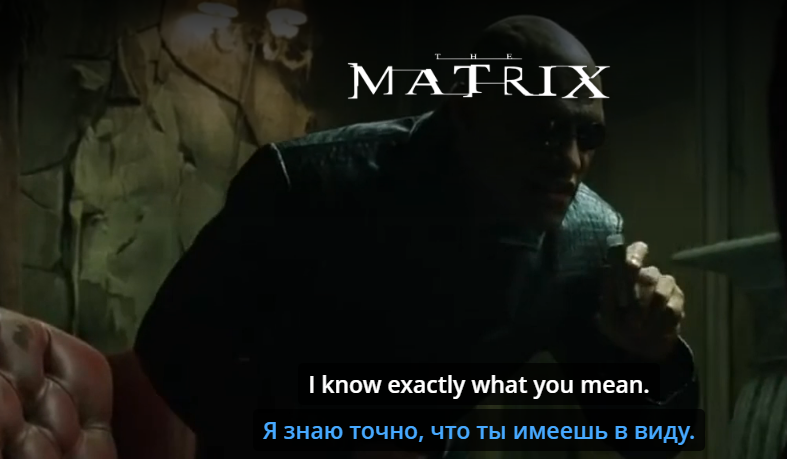 THE
MATRIX
I know exactly what you mean.
Я знаю точно, что ты имеешь в виду.